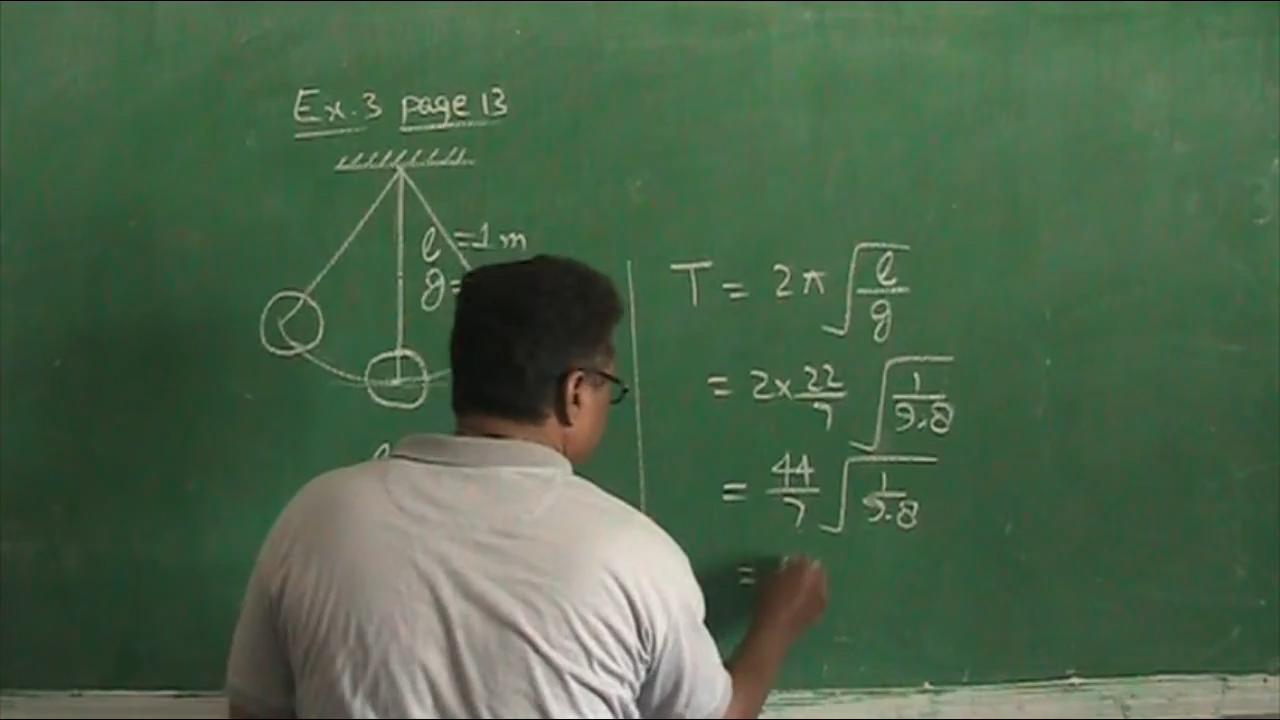 Ex.3 page 13
l = 1 m
g =
T = 2π √(l/g)
= 2 × 22/7 √(1/9.8)
= 44/7 √(1/9.8)
=